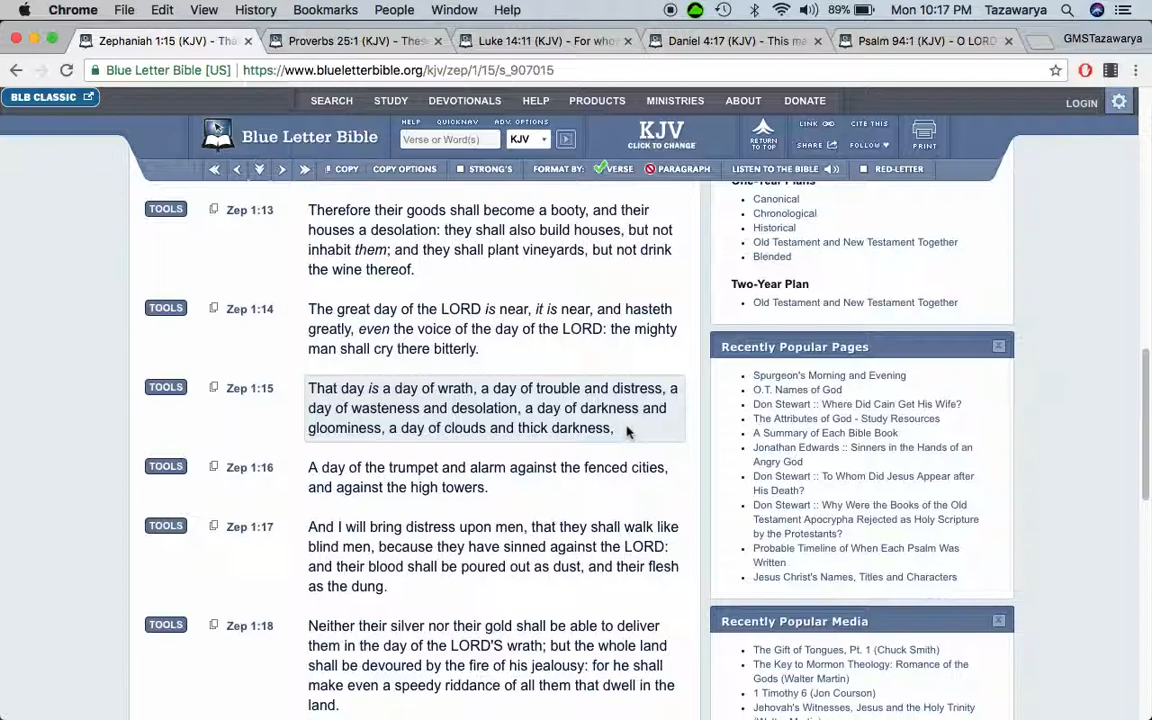 Chrome File Edit View History Bookmarks People Window Help 89% Mon 10:17 PM Tazawarya
Zephaniah 1:15 (KJV) - Tha
Proverbs 25:1 (KJV) - These
Luke 14:11 (KJV) - For who
Daniel 4:17 (KJV) - This ma
Psalm 94:1 (KJV) - O LORD
GMSTazawarya
Blue Letter Bible [US] https://www.blueletterbible.org/kjv/zep/1/15/s_907015
BLB CLASSIC
SEARCH STUDY DEVOTIONALS HELP PRODUCTS MINISTRIES ABOUT DONATE LOGIN
HELP QUICKNAV ADV. OPTIONS
Blue Letter Bible
Verse or Word(s)
KJV
KJV
CLICK TO CHANGE
RETURN
TO TOP
LINK
CITE THIS
SHARE
FOLLOW
PRINT
COPY COPY OPTIONS STRONG'S FORMAT BY: VERSE PARAGRAPH LISTEN TO THE BIBLE RED-LETTER
TOOLS Zep 1:13 Therefore their goods shall become a booty, and their
houses a desolation: they shall also build houses, but not
inhabit them; and they shall plant vineyards, but not drink
the wine thereof.
TOOLS Zep 1:14 The great day of the LORD is near, it is near, and hasteth
greatly, even the voice of the day of the LORD: the mighty
man shall cry there bitterly.
TOOLS Zep 1:15 That day is a day of wrath, a day of trouble and distress, a
day of wasteness and desolation, a day of darkness and
gloominess, a day of clouds and thick darkness,
TOOLS Zep 1:16 A day of the trumpet and alarm against the fenced cities,
and against the high towers.
TOOLS Zep 1:17 And I will bring distress upon men, that they shall walk like
blind men, because they have sinned against the LORD:
and their blood shall be poured out as dust, and their flesh
as the dung.
TOOLS Zep 1:18 Neither their silver nor their gold shall be able to deliver
them in the day of the LORD'S wrath; but the whole land
shall be devoured by the fire of his jealousy: for he shall
make even a speedy riddance of all them that dwell in the
land.
One-Year Plans
Canonical
Chronological
Historical
Old Testament and New Testament Together
Blended
Two-Year Plan
Old Testament and New Testament Together
Recently Popular Pages
Spurgeon's Morning and Evening
O.T. Names of God
Don Stewart :: Where Did Cain Get His Wife?
The Attributes of God - Study Resources
A Summary of Each Bible Book
Jonathan Edwards :: Sinners in the Hands of an
Angry God
Don Stewart :: To Whom Did Jesus Appear after
His Death?
Don Stewart :: Why Were the Books of the Old
Testament Apocrypha Rejected as Holy Scripture
by the Protestants?
Probable Timeline of When Each Psalm Was
Written
Jesus Christ's Names, Titles and Characters
Recently Popular Media
The Gift of Tongues, Pt. 1 (Chuck Smith)
The Key to Mormon Theology: Romance of the
Gods (Walter Martin)
1 Timothy 6 (Jon Courson)
Jehovah's Witnesses, Jesus and the Holy Trinity